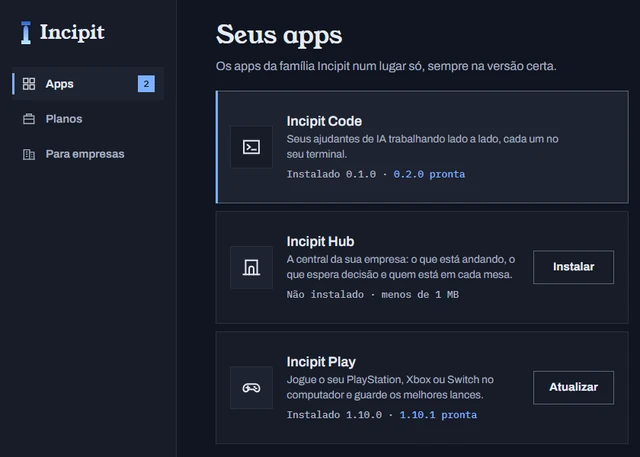 Incipit
Apps
2
Planos
Para empresas
Seus apps
Os apps da família Incipit num lugar só, sempre na versão certa.
Incipit Code
Seus ajudantes de IA trabalhando lado a lado, cada um no
seu terminal.
Instalado 0.1.0 · 0.2.0 pronta
Incipit Hub
A central da sua empresa: o que está andando, o
que espera decisão e quem está em cada mesa.
Não instalado · menos de 1 MB
Instalar
Incipit Play
Jogue o seu PlayStation, Xbox ou Switch no
computador e guarde os melhores lances.
Instalado 1.10.0 · 1.10.1 pronta
Atualizar